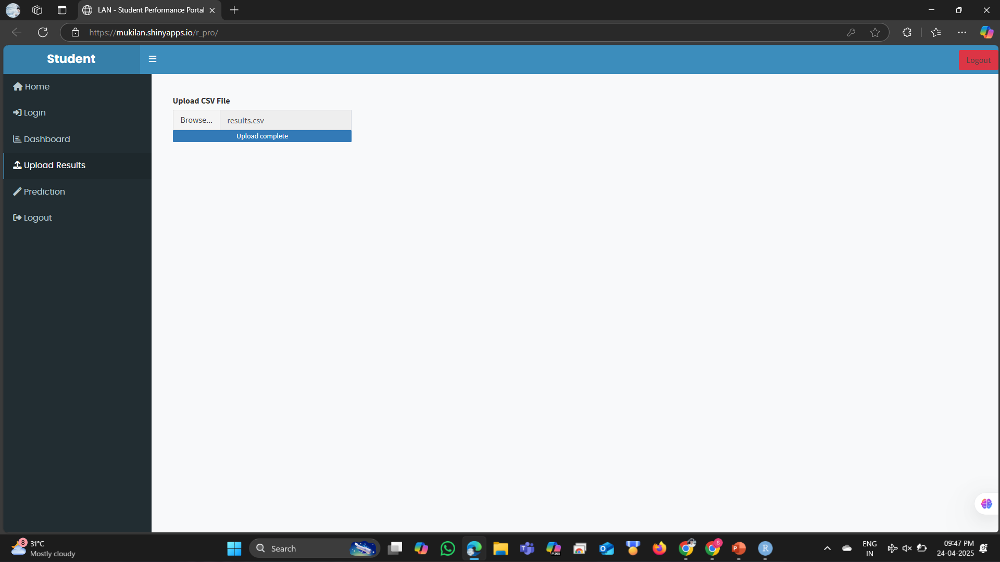 LAN - Student Performance Portal
https://mukilan.shinyapps.io/r_pro/
Student
Logout
Home
Login
Dashboard
Upload Results
Prediction
Logout
Upload CSV File
Browse...
results.csv
Upload complete
8
31°C
Mostly cloudy
Search
M365
S
P
R
ENG
IN
09:47 PM
24-04-2025